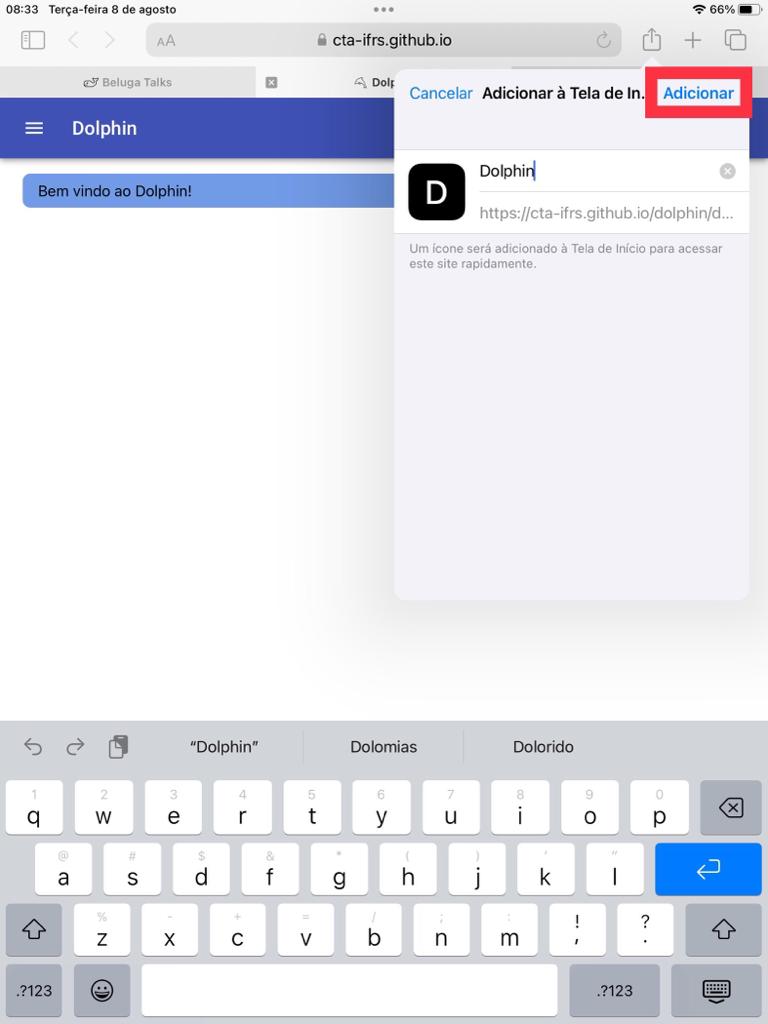 08:33 Terça-feira 8 de agosto
66%
AA
cta-ifrs.github.io
Beluga Talks
Dolp
Cancelar
Adicionar à Tela de In...
Adicionar
Dolphin
Bem vindo ao Dolphin!
D
Dolphin
https://cta-ifrs.github.io/dolphin/d...
Um ícone será adicionado à Tela de Início para acessar
este site rapidamente.
“Dolphin”
Dolomias
Dolorido
1 2 3 4 5 6 7 8 9 0
q w e r t y u i o p
@ # $ & * ( ) ' "
a s d f g h j k l
% - + = / ; : ! ?
z x c v b n m , .
.?123
.?123